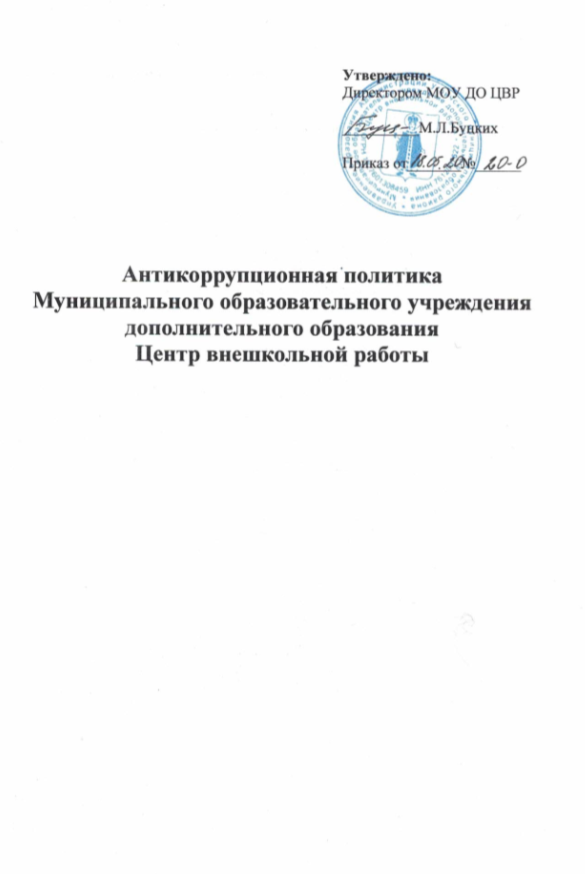 Утверждено:
Директором МОУ ДО ЦВР
М.Л.Буцких
Приказ от 18.05.20 № 20-О
Антикоррупционная политика
Муниципального образовательного учреждения
дополнительного образования
Центр внешкольной работы